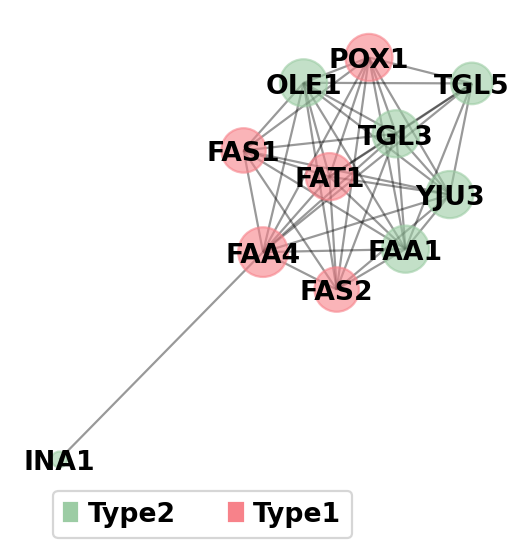 POX1
OLE1
TGL5
TGL3
FAS1
FAT1
YJU3
FAA4
FAA1
FAS2
INA1
Type2 Type1